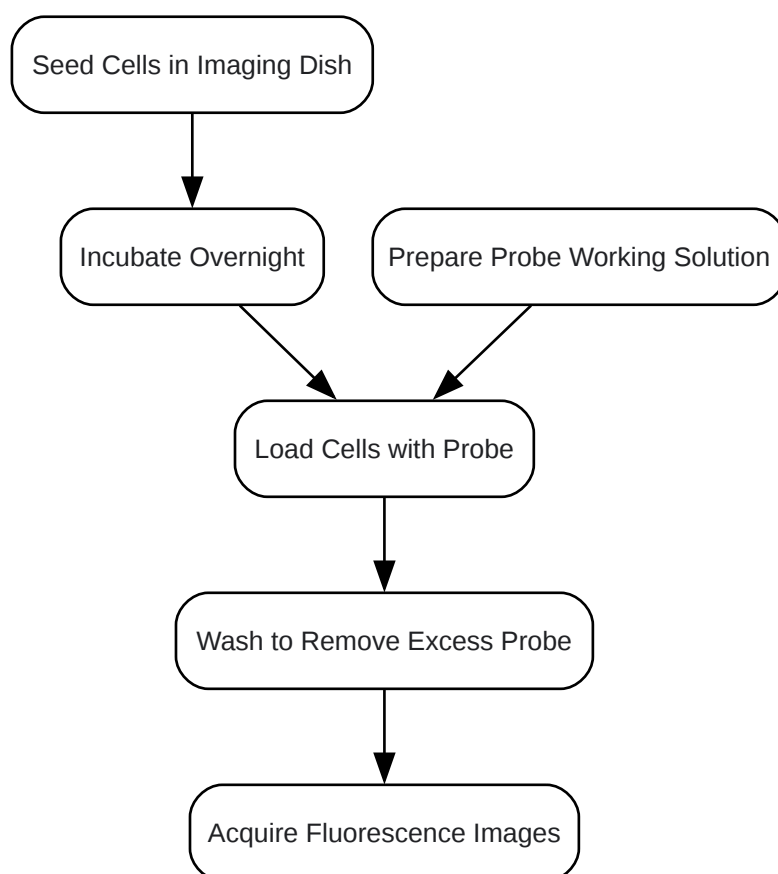 Seed Cells in Imaging Dish
Incubate Overnight
Prepare Probe Working Solution
Load Cells with Probe
Wash to Remove Excess Probe
Acquire Fluorescence Images